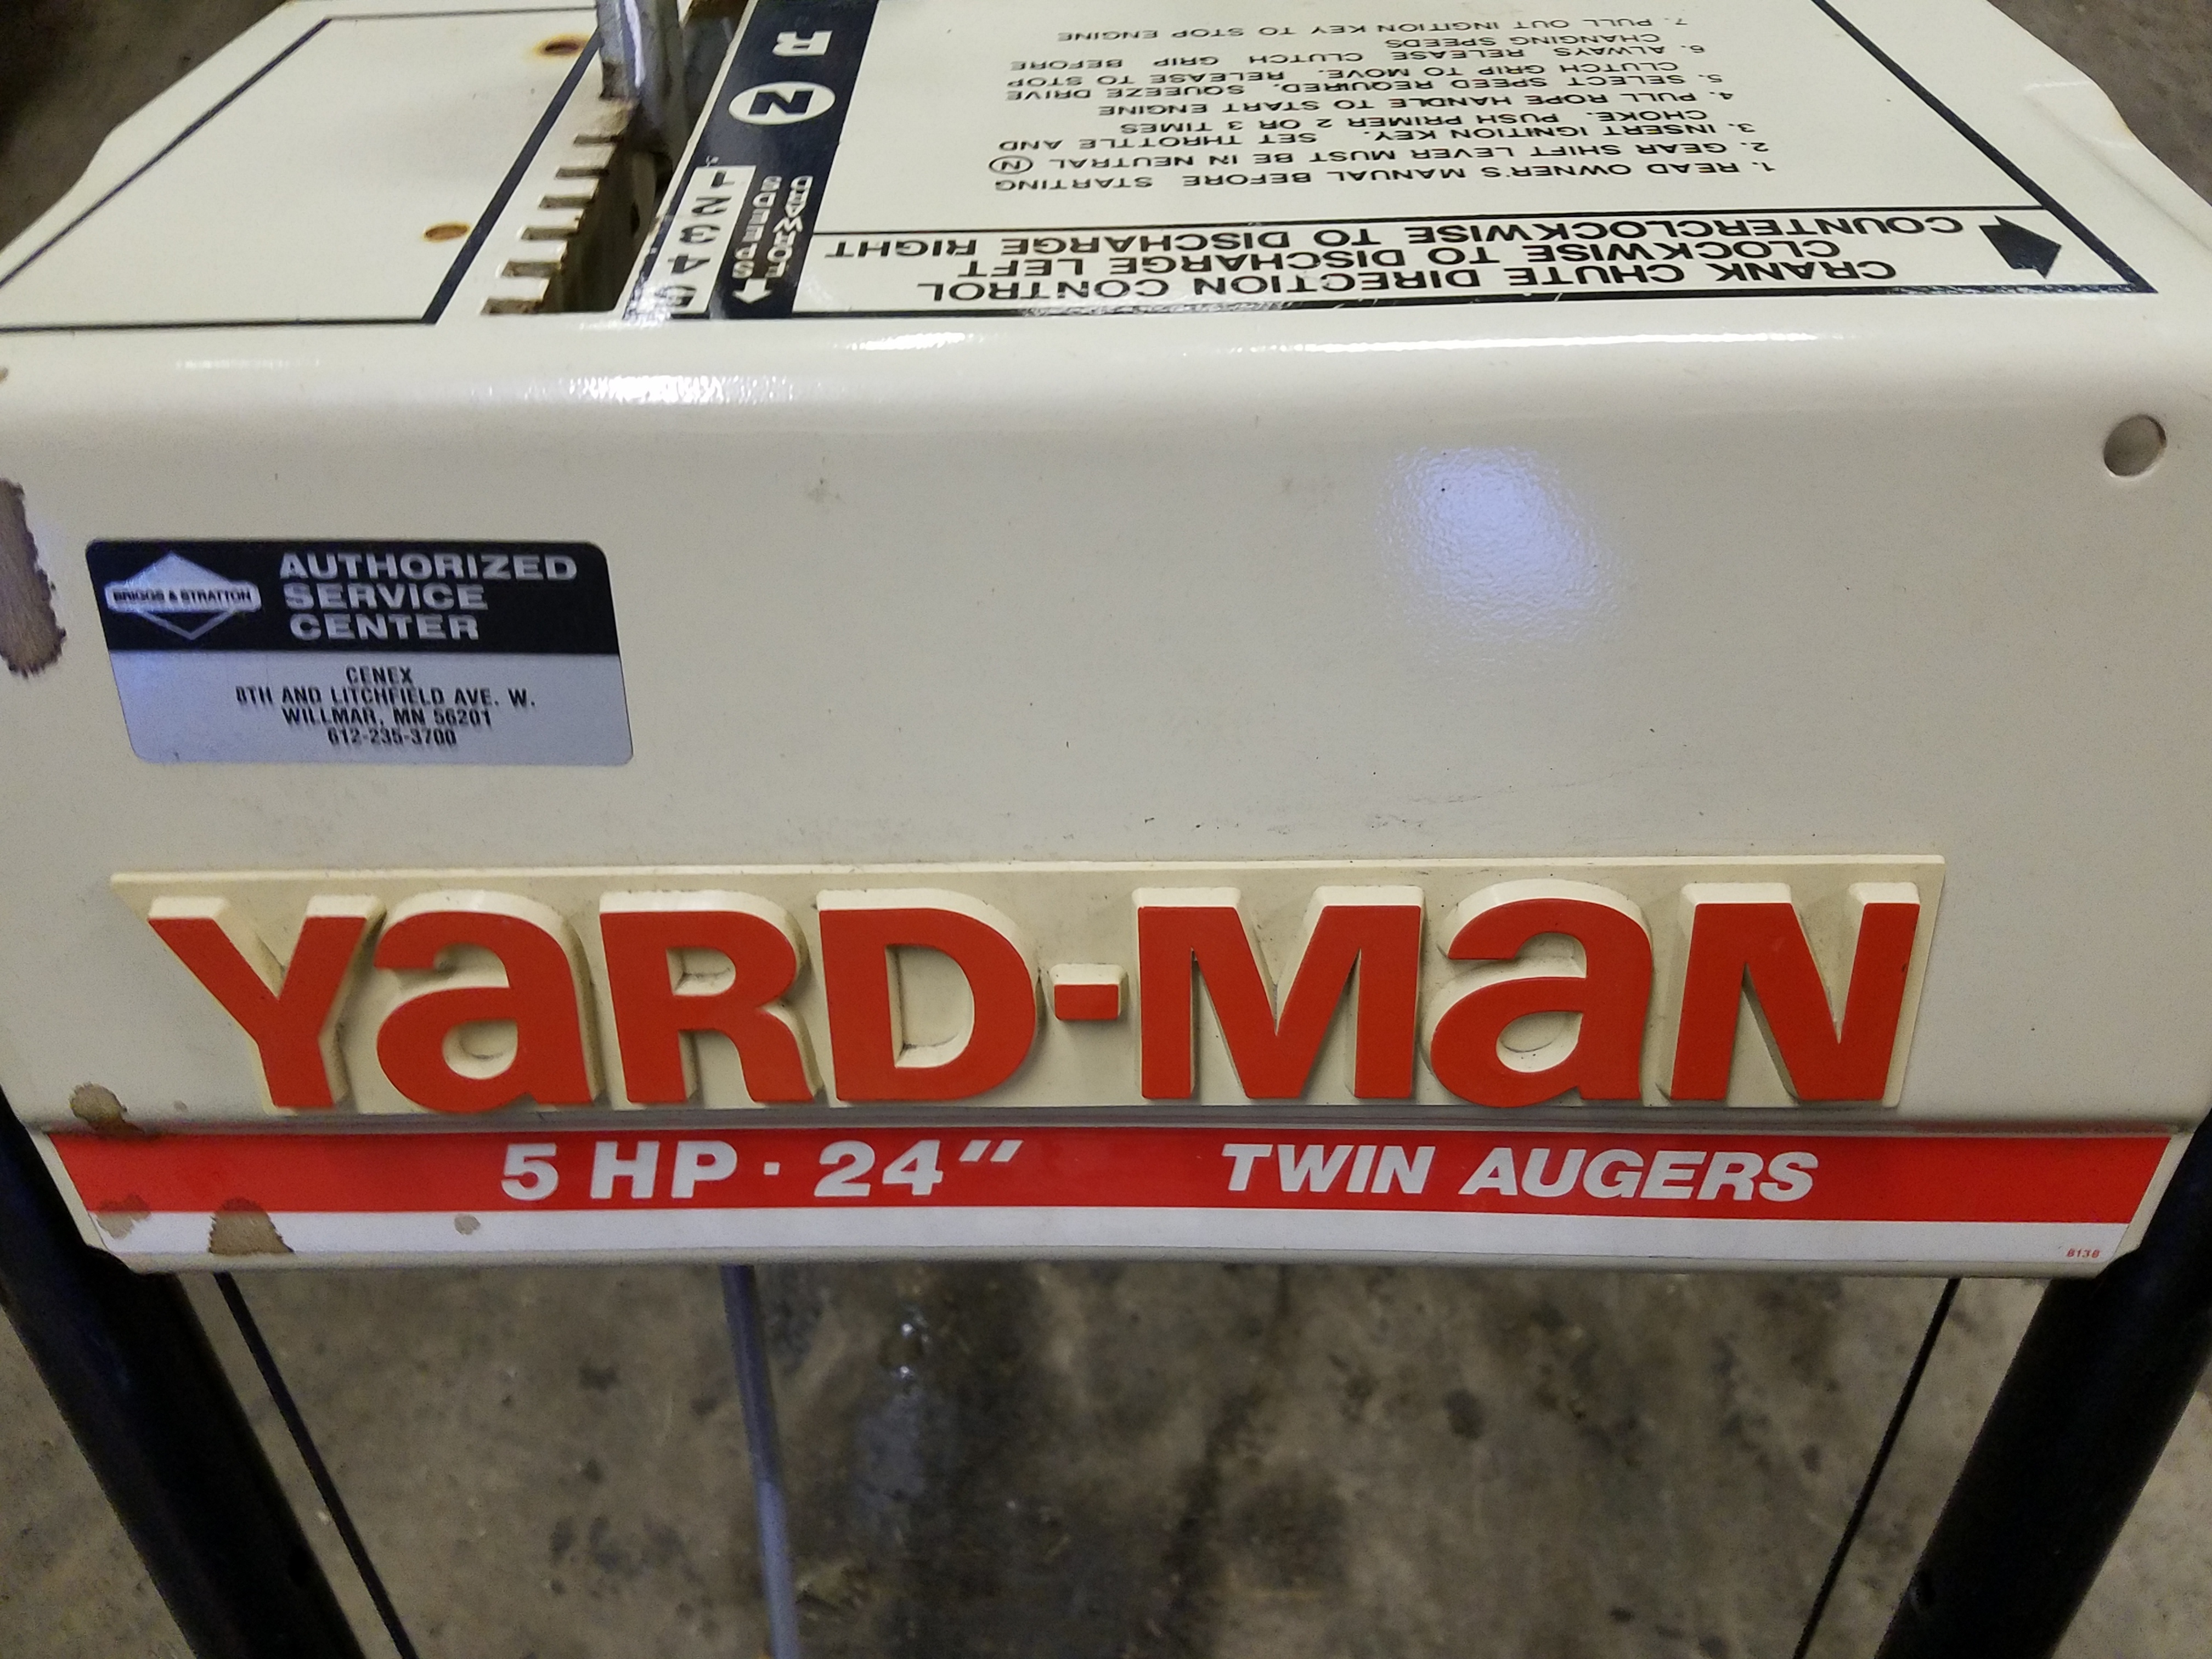 R
N
1
2
3
4
5
CRANK CHUTE DIRECTION CONTROL
CLOCKWISE TO DISCHARGE LEFT
COUNTERCLOCKWISE TO DISCHARGE RIGHT
1. READ OWNER'S MANUAL BEFORE STARTING
2. GEAR SHIFT LEVER MUST BE IN NEUTRAL N
3. INSERT IGNITION KEY. SET THROTTLE AND
CHOKE. PUSH PRIMER 2 OR 3 TIMES
4. PULL ROPE HANDLE TO START ENGINE
5. SELECT SPEED REQUIRED. SQUEEZE DRIVE
CLUTCH GRIP TO MOVE. RELEASE TO STOP
6. ALWAYS RELEASE CLUTCH GRIP BEFORE
CHANGING SPEEDS
7. PULL OUT INGITION KEY TO STOP ENGINE
BRIGGS & STRATTON
AUTHORIZED
SERVICE
CENTER
CENEX
8TH AND LITCHFIELD AVE. W.
WILLMAR, MN 56201
612-235-3700
YaRD-MaN
5 HP · 24" TWIN AUGERS
8138